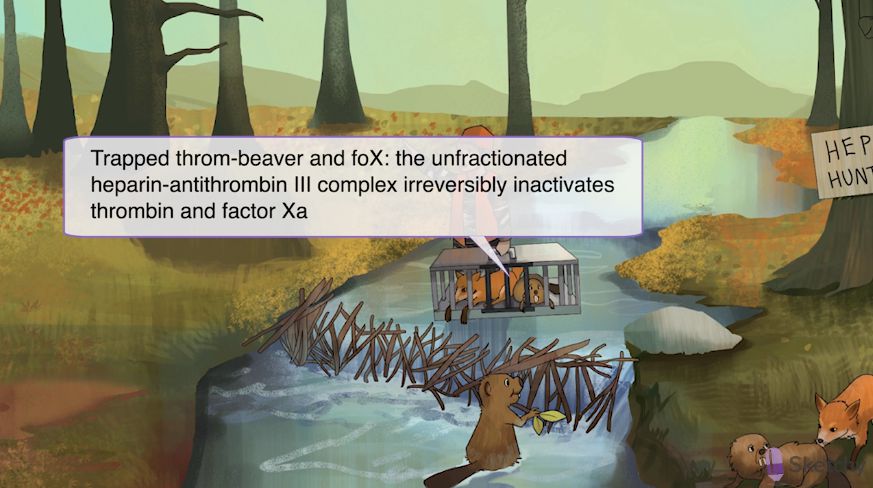 Trapped throm-beaver and foX: the unfractionated
heparin-antithrombin III complex irreversibly inactivates
thrombin and factor Xa
HEP
HUNT
Sketchy